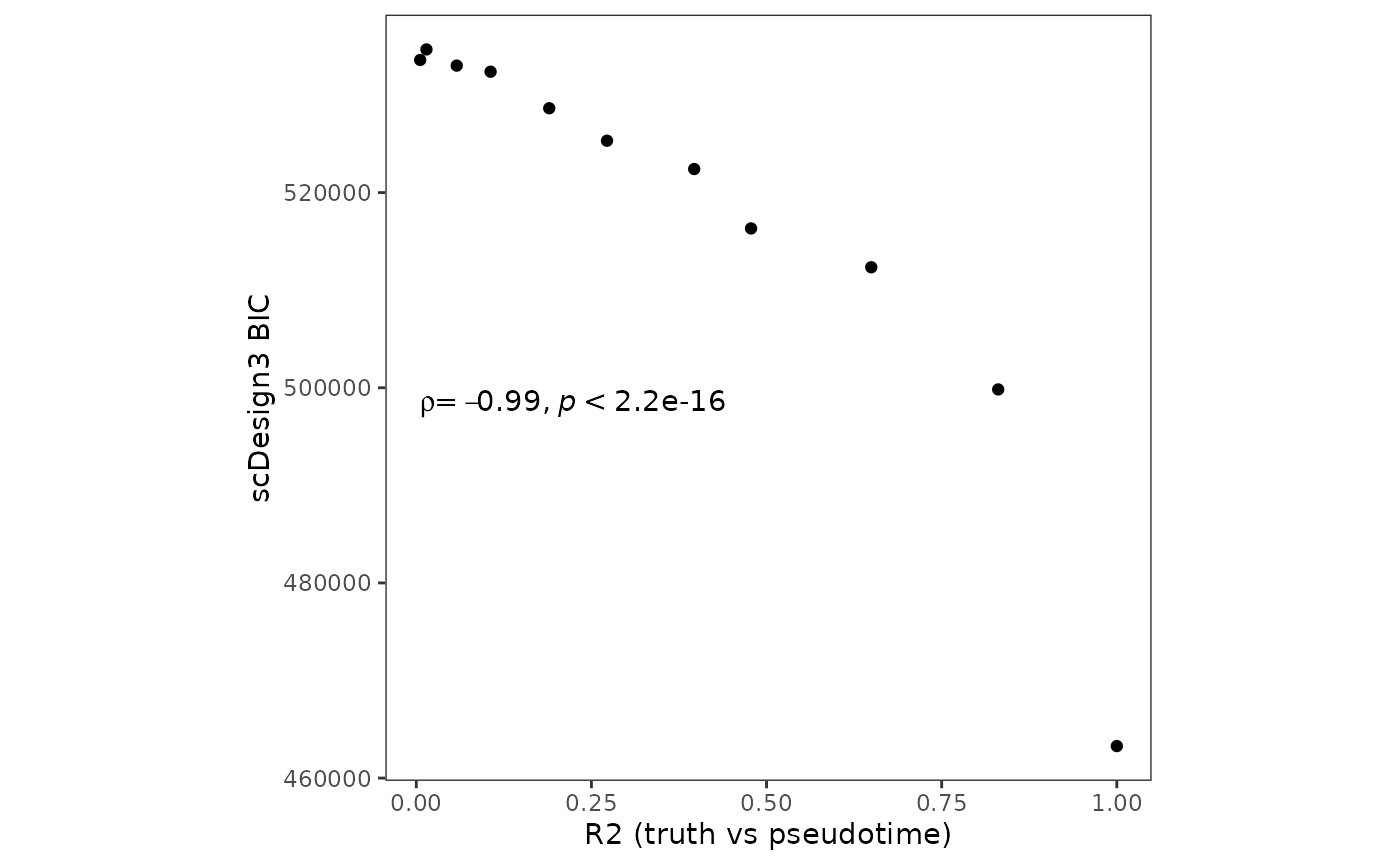 scDesign3 BIC
520000
500000
480000
460000
ρ= –0.99, p < 2.2e-16
0.00 0.25 0.50 0.75 1.00
R2 (truth vs pseudotime)